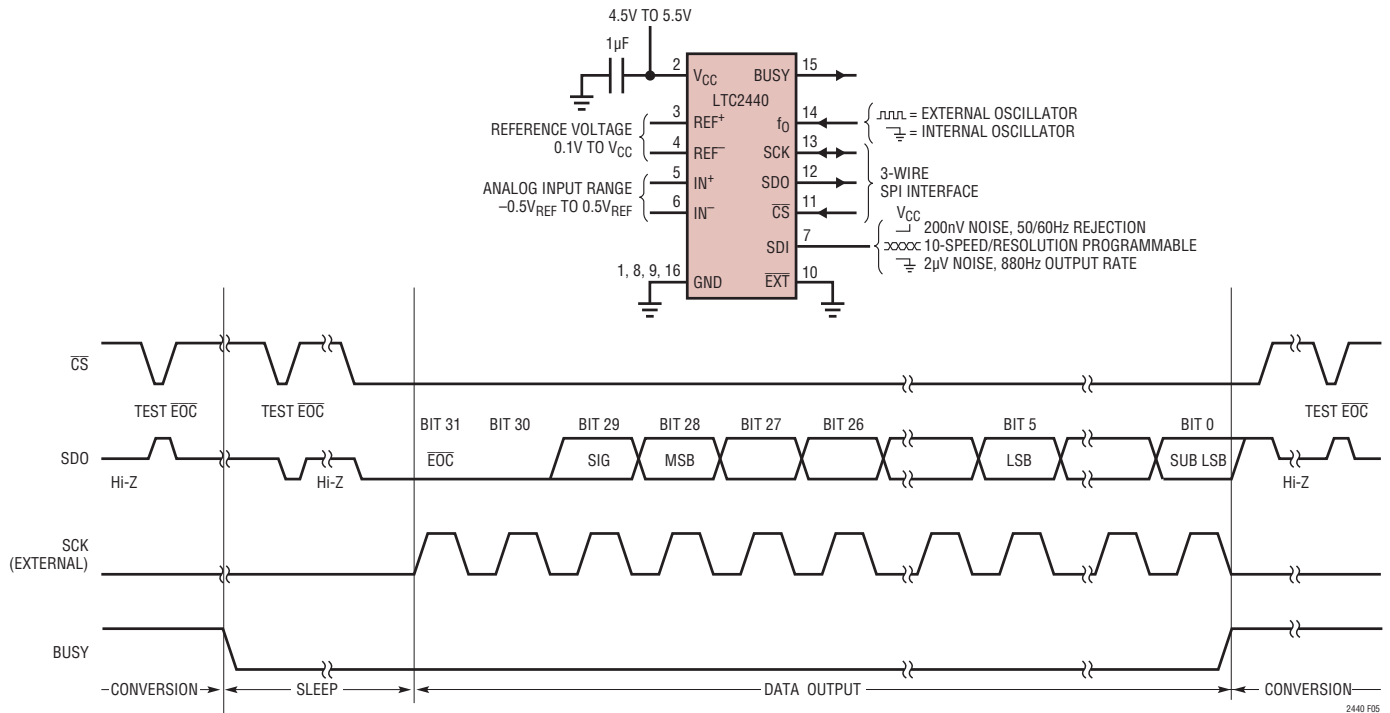 4.5V TO 5.5V
1µF
2
VCC
BUSY
15
LTC2440
REFERENCE VOLTAGE
0.1V TO VCC
3
REF+
4
REF–
fO
14
= EXTERNAL OSCILLATOR
= INTERNAL OSCILLATOR
SCK
13
SDO
12
CS
11
3-WIRE
SPI INTERFACE
ANALOG INPUT RANGE
–0.5VREF TO 0.5VREF
5
IN+
6
IN–
SDI
7
VCC
200nV NOISE, 50/60Hz REJECTION
10-SPEED/RESOLUTION PROGRAMMABLE
2µV NOISE, 880Hz OUTPUT RATE
1, 8, 9, 16
GND
EXT
10
CS
TEST EOC
TEST EOC
TEST EOC
BIT 31
BIT 30
BIT 29
BIT 28
BIT 27
BIT 26
BIT 5
BIT 0
SDO
EOC
SIG
MSB
LSB
SUB LSB
Hi-Z
Hi-Z
Hi-Z
SCK
(EXTERNAL)
BUSY
CONVERSION
SLEEP
DATA OUTPUT
CONVERSION
2440 F05